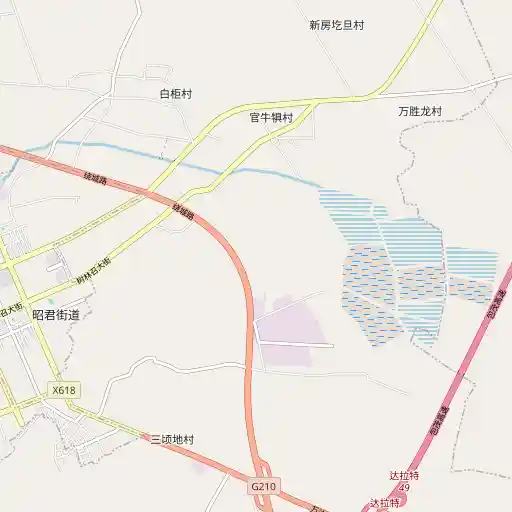 新房圪旦村
白柜村
官牛犋村
万胜龙村
绕城路
绕城路
树林召大街
召大街
昭君街道
包茂高速
包茂高速
X618
三顷地村
达拉特
49
G210
达拉特